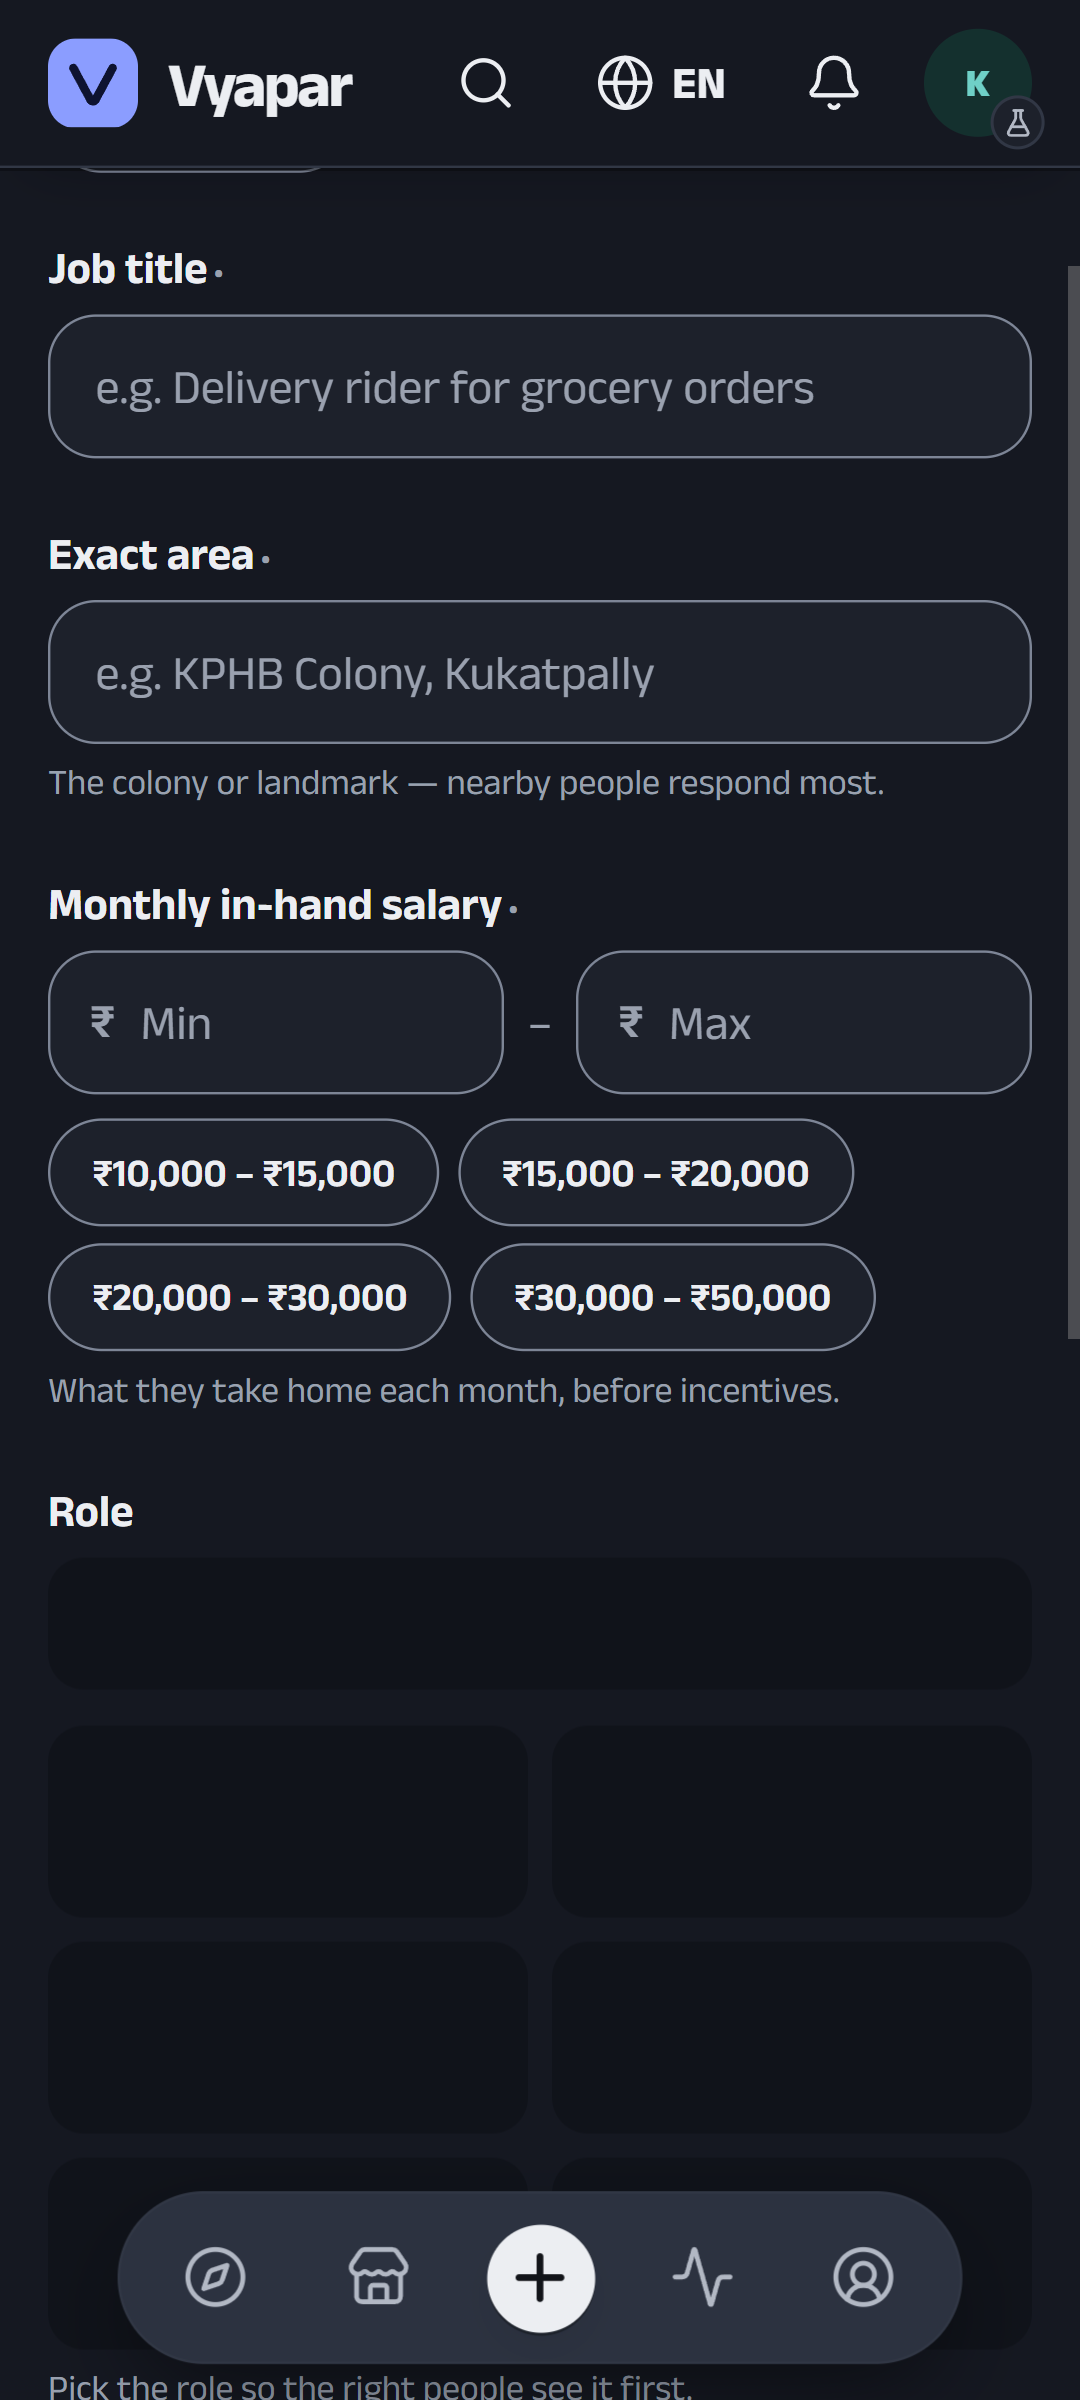 Vyapar
EN
K
Job title •
e.g. Delivery rider for grocery orders
Exact area •
e.g. KPHB Colony, Kukatpally
The colony or landmark — nearby people respond most.
Monthly in-hand salary •
₹ Min – ₹ Max
₹10,000 – ₹15,000 ₹15,000 – ₹20,000
₹20,000 – ₹30,000 ₹30,000 – ₹50,000
What they take home each month, before incentives.
Role
Pick the role so the right people see it first.